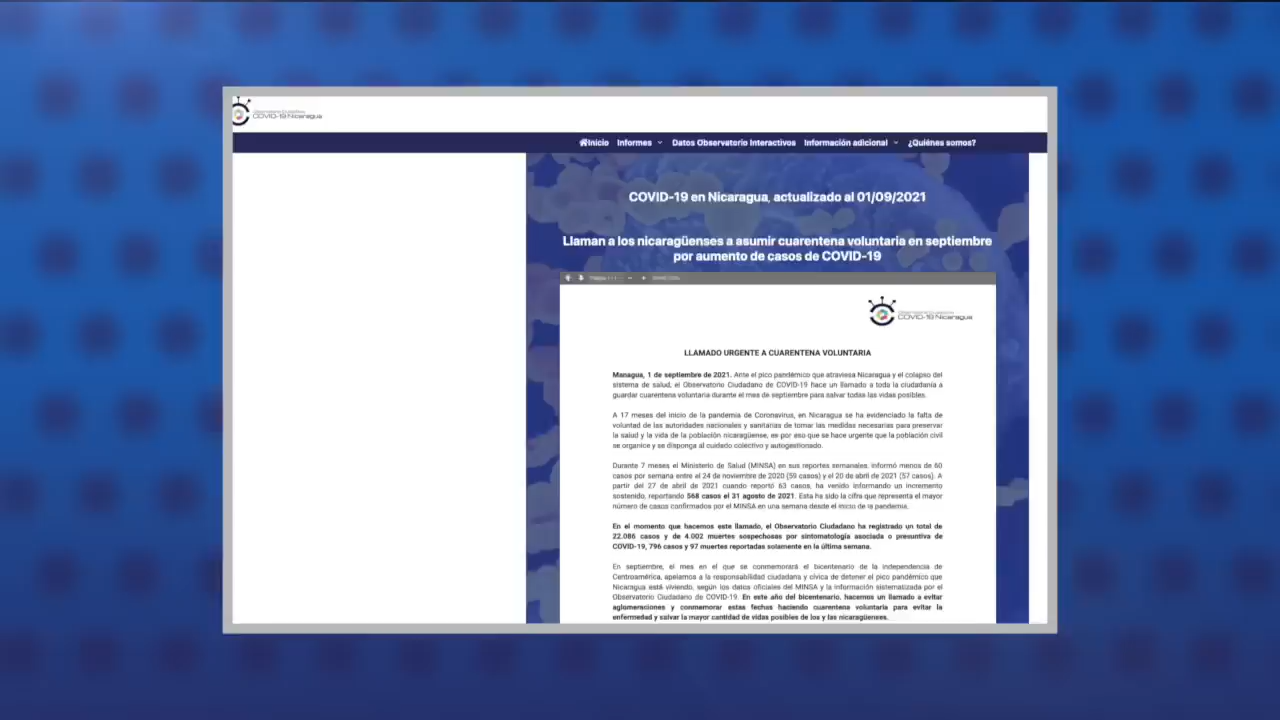 Observatorio Ciudadano
COVID-19 Nicaragua
Inicio Informes Datos Observatorio Interactivos Información adicional ¿Quiénes somos?
COVID-19 en Nicaragua, actualizado al 01/09/2021
Llaman a los nicaragüenses a asumir cuarentena voluntaria en septiembre
por aumento de casos de COVID-19
Observatorio Ciudadano
COVID-19 Nicaragua
LLAMADO URGENTE A CUARENTENA VOLUNTARIA
Managua, 1 de septiembre de 2021. Ante el pico pandémico que atraviesa Nicaragua y el colapso del
sistema de salud, el Observatorio Ciudadano de COVID-19 hace un llamado a toda la ciudadanía a
guardar cuarentena voluntaria durante el mes de septiembre para salvar todas las vidas posibles.
A 17 meses del inicio de la pandemia de Coronavirus, en Nicaragua se ha evidenciado la falta de
voluntad de las autoridades nacionales y sanitarias de tomar las medidas necesarias para preservar
la salud y la vida de la población nicaragüense, es por eso que se hace urgente que la población civil
se organice y se disponga al cuidado colectivo y autogestionado.
Durante 7 meses el Ministerio de Salud (MINSA) en sus reportes semanales, informó menos de 60
casos por semana entre el 24 de noviembre de 2020 (59 casos) y el 20 de abril de 2021 (57 casos). A
partir del 27 de abril de 2021 cuando reportó 63 casos, ha venido informando un incremento
sostenido, reportando 568 casos el 31 agosto de 2021. Esta ha sido la cifra que representa el mayor
número de casos confirmados por el MINSA en una semana desde el inicio de la pandemia.
En el momento que hacemos este llamado, el Observatorio Ciudadano ha registrado un total de
22.086 casos y de 4.002 muertes sospechosas por sintomatología asociada o presuntiva de
COVID-19, 796 casos y 97 muertes reportadas solamente en la última semana.
En septiembre, el mes en el que se conmemorará el bicentenario de la independencia de
Centroamérica, apelamos a la responsabilidad ciudadana y cívica de detener el pico pandémico que
Nicaragua está viviendo, según los datos oficiales del MINSA y la información sistematizada por el
Observatorio Ciudadano de COVID-19. En este año del bicentenario, hacemos un llamado a evitar
aglomeraciones y conmemorar estas fechas haciendo cuarentena voluntaria para evitar la
enfermedad y salvar la mayor cantidad de vidas posibles de los y las nicaragüenses.